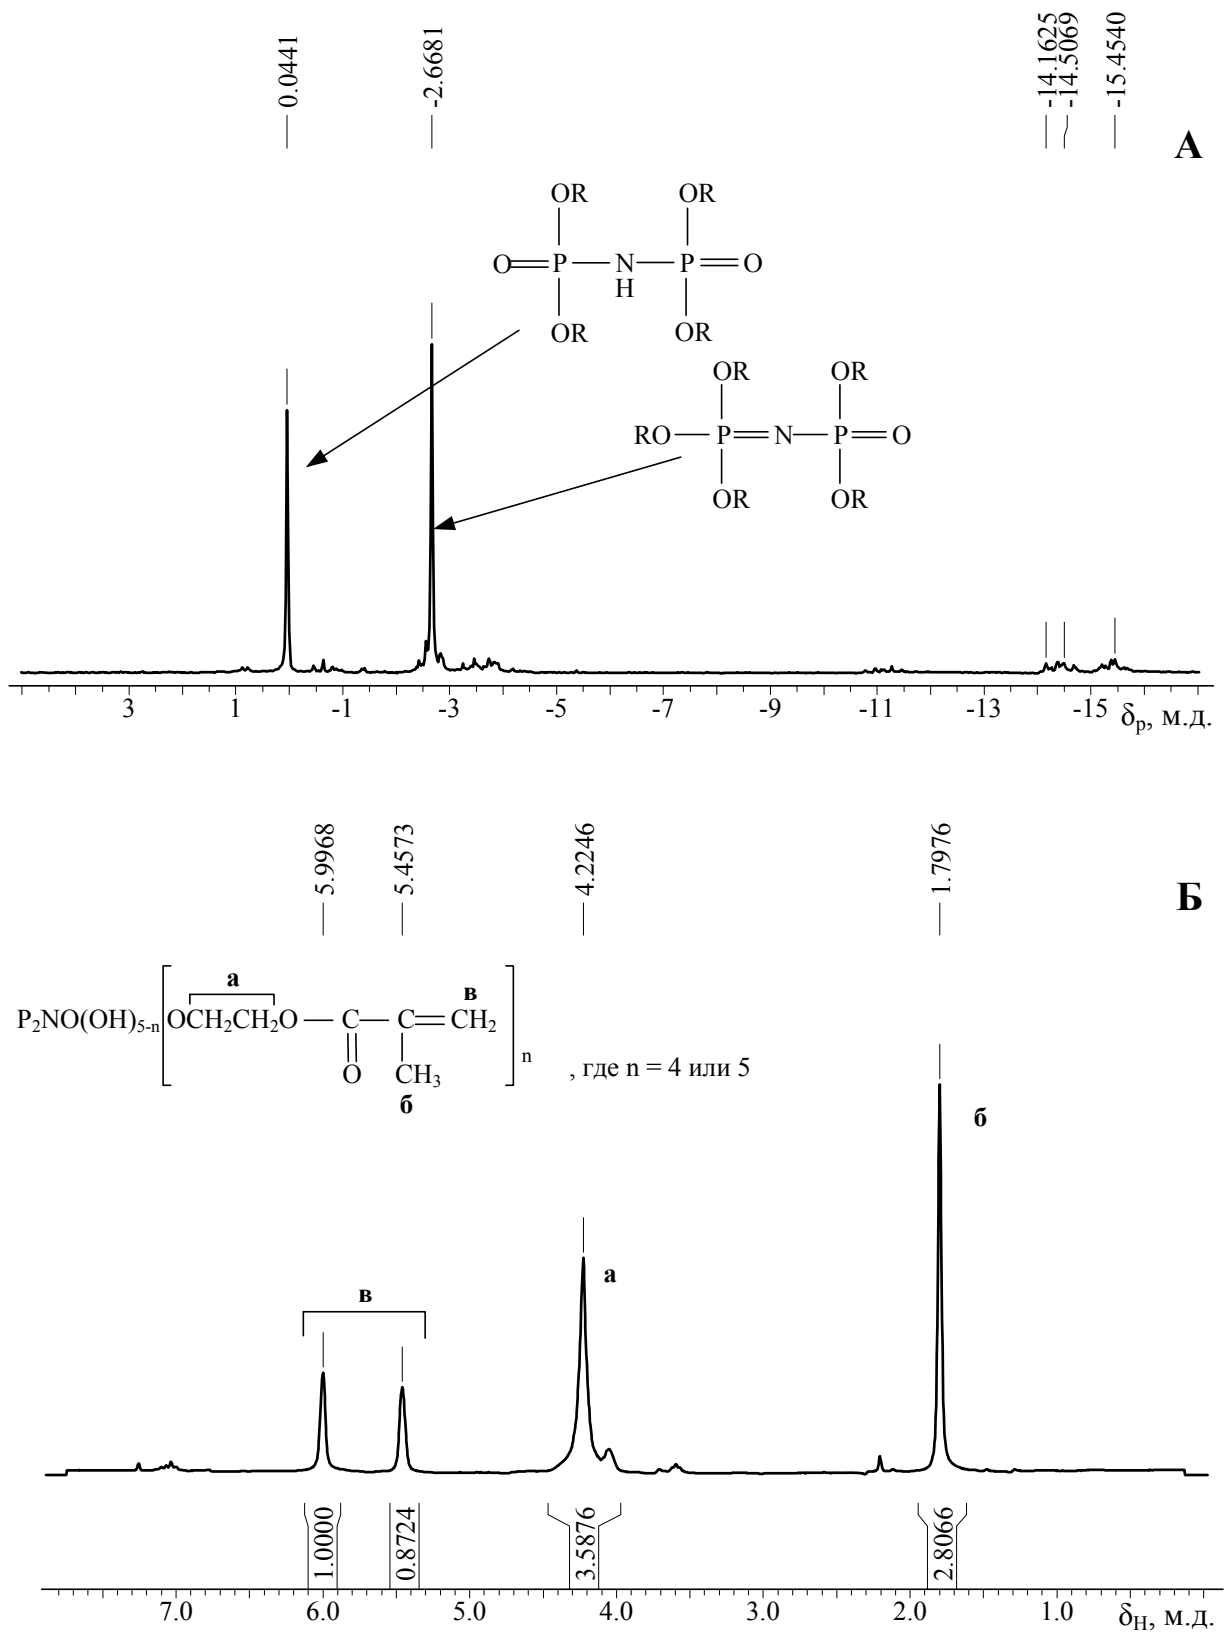 0.0441
-2.6681
-14.1625
-14.5069
-15.4540
А
OR OR
O=P—N—P=O
H
OR OR
OR OR
RO—P=N—P=O
OR OR
3 1 -1 -3 -5 -7 -9 -11 -13 -15 δр, м.д.
5.9968
5.4573
4.2246
1.7976
Б
а
в
P2NO(OH)5-n[OCH2CH2O—C—C=CH2]n , где n = 4 или 5
O CH3
б
б
а
в
1.0000
0.8724
3.5876
2.8066
7.0 6.0 5.0 4.0 3.0 2.0 1.0 δH, м.д.